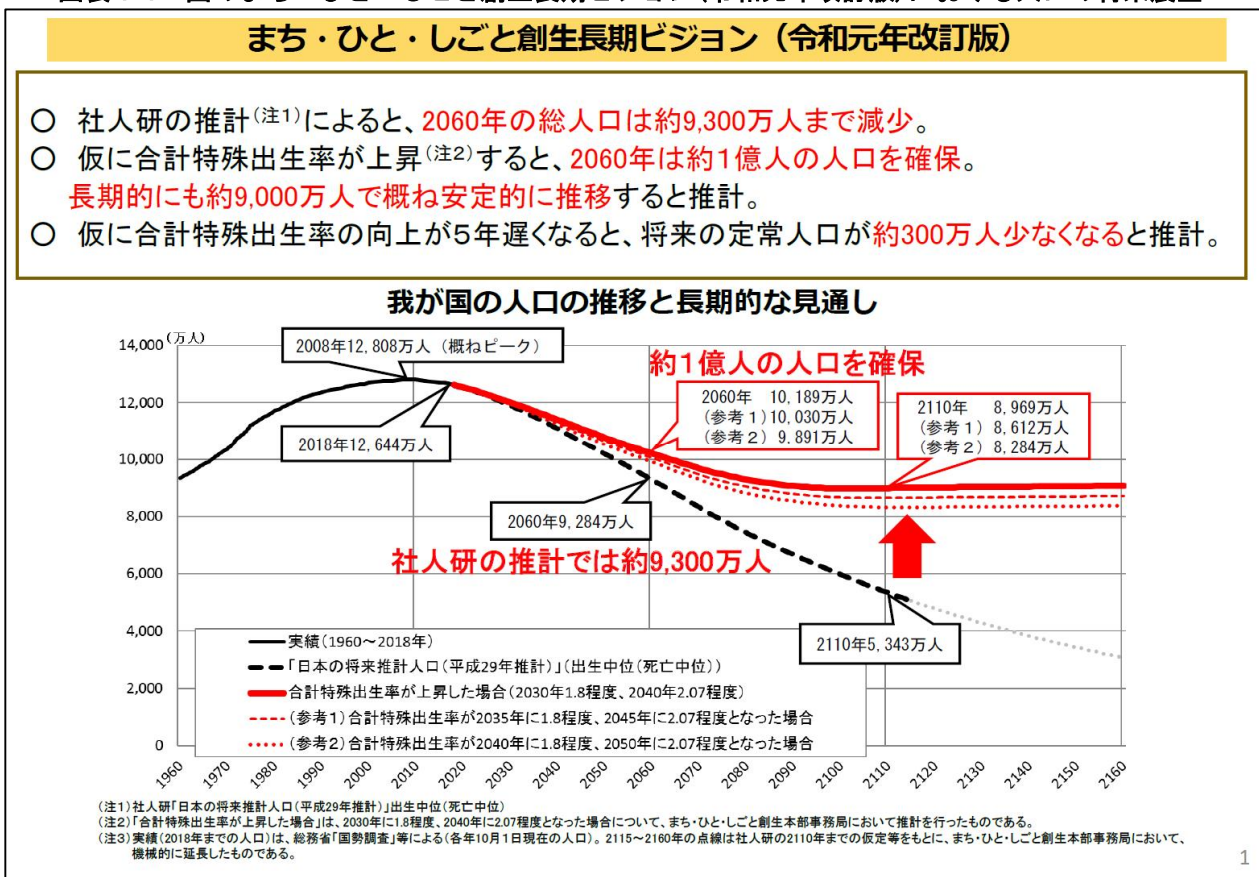 まち・ひと・しごと創生長期ビジョン（令和元年改訂版）
○ 社人研の推計(注1)によると、2060年の総人口は約9,300万人まで減少。
○ 仮に合計特殊出生率が上昇(注2)すると、2060年は約1億人の人口を確保。
長期的にも約9,000万人で概ね安定的に推移すると推計。
○ 仮に合計特殊出生率の向上が5年遅くなると、将来の定常人口が約300万人少なくなると推計。
我が国の人口の推移と長期的な見通し
(万人)
14,000
12,000
10,000
8,000
6,000
4,000
2,000
0
2008年12,808万人（概ねピーク）
2018年12,644万人
約1億人の人口を確保
2060年 10,189万人
(参考1)10,030万人
(参考2) 9,891万人
2110年 8,969万人
(参考1) 8,612万人
(参考2) 8,284万人
2060年9,284万人
社人研の推計では約9,300万人
2110年5,343万人
実績(1960～2018年)
「日本の将来推計人口(平成29年推計)」(出生中位(死亡中位))
合計特殊出生率が上昇した場合(2030年1.8程度、2040年2.07程度)
(参考1)合計特殊出生率が2035年に1.8程度、2045年に2.07程度となった場合
(参考2)合計特殊出生率が2040年に1.8程度、2050年に2.07程度となった場合
1960 1970 1980 1990 2000 2010 2020 2030 2040 2050 2060 2070 2080 2090 2100 2110 2120 2130 2140 2150 2160
(注1)社人研「日本の将来推計人口(平成29年推計)」出生中位(死亡中位)
(注2)「合計特殊出生率が上昇した場合」は、2030年に1.8程度、2040年に2.07程度となった場合について、まち・ひと・しごと創生本部事務局において推計を行ったものである。
(注3)実績(2018年までの人口)は、総務省「国勢調査」等による(各年10月1日現在の人口)。2115～2160年の点線は社人研の2110年までの仮定等をもとに、まち・ひと・しごと創生本部事務局において、
機械的に延長したものである。
1